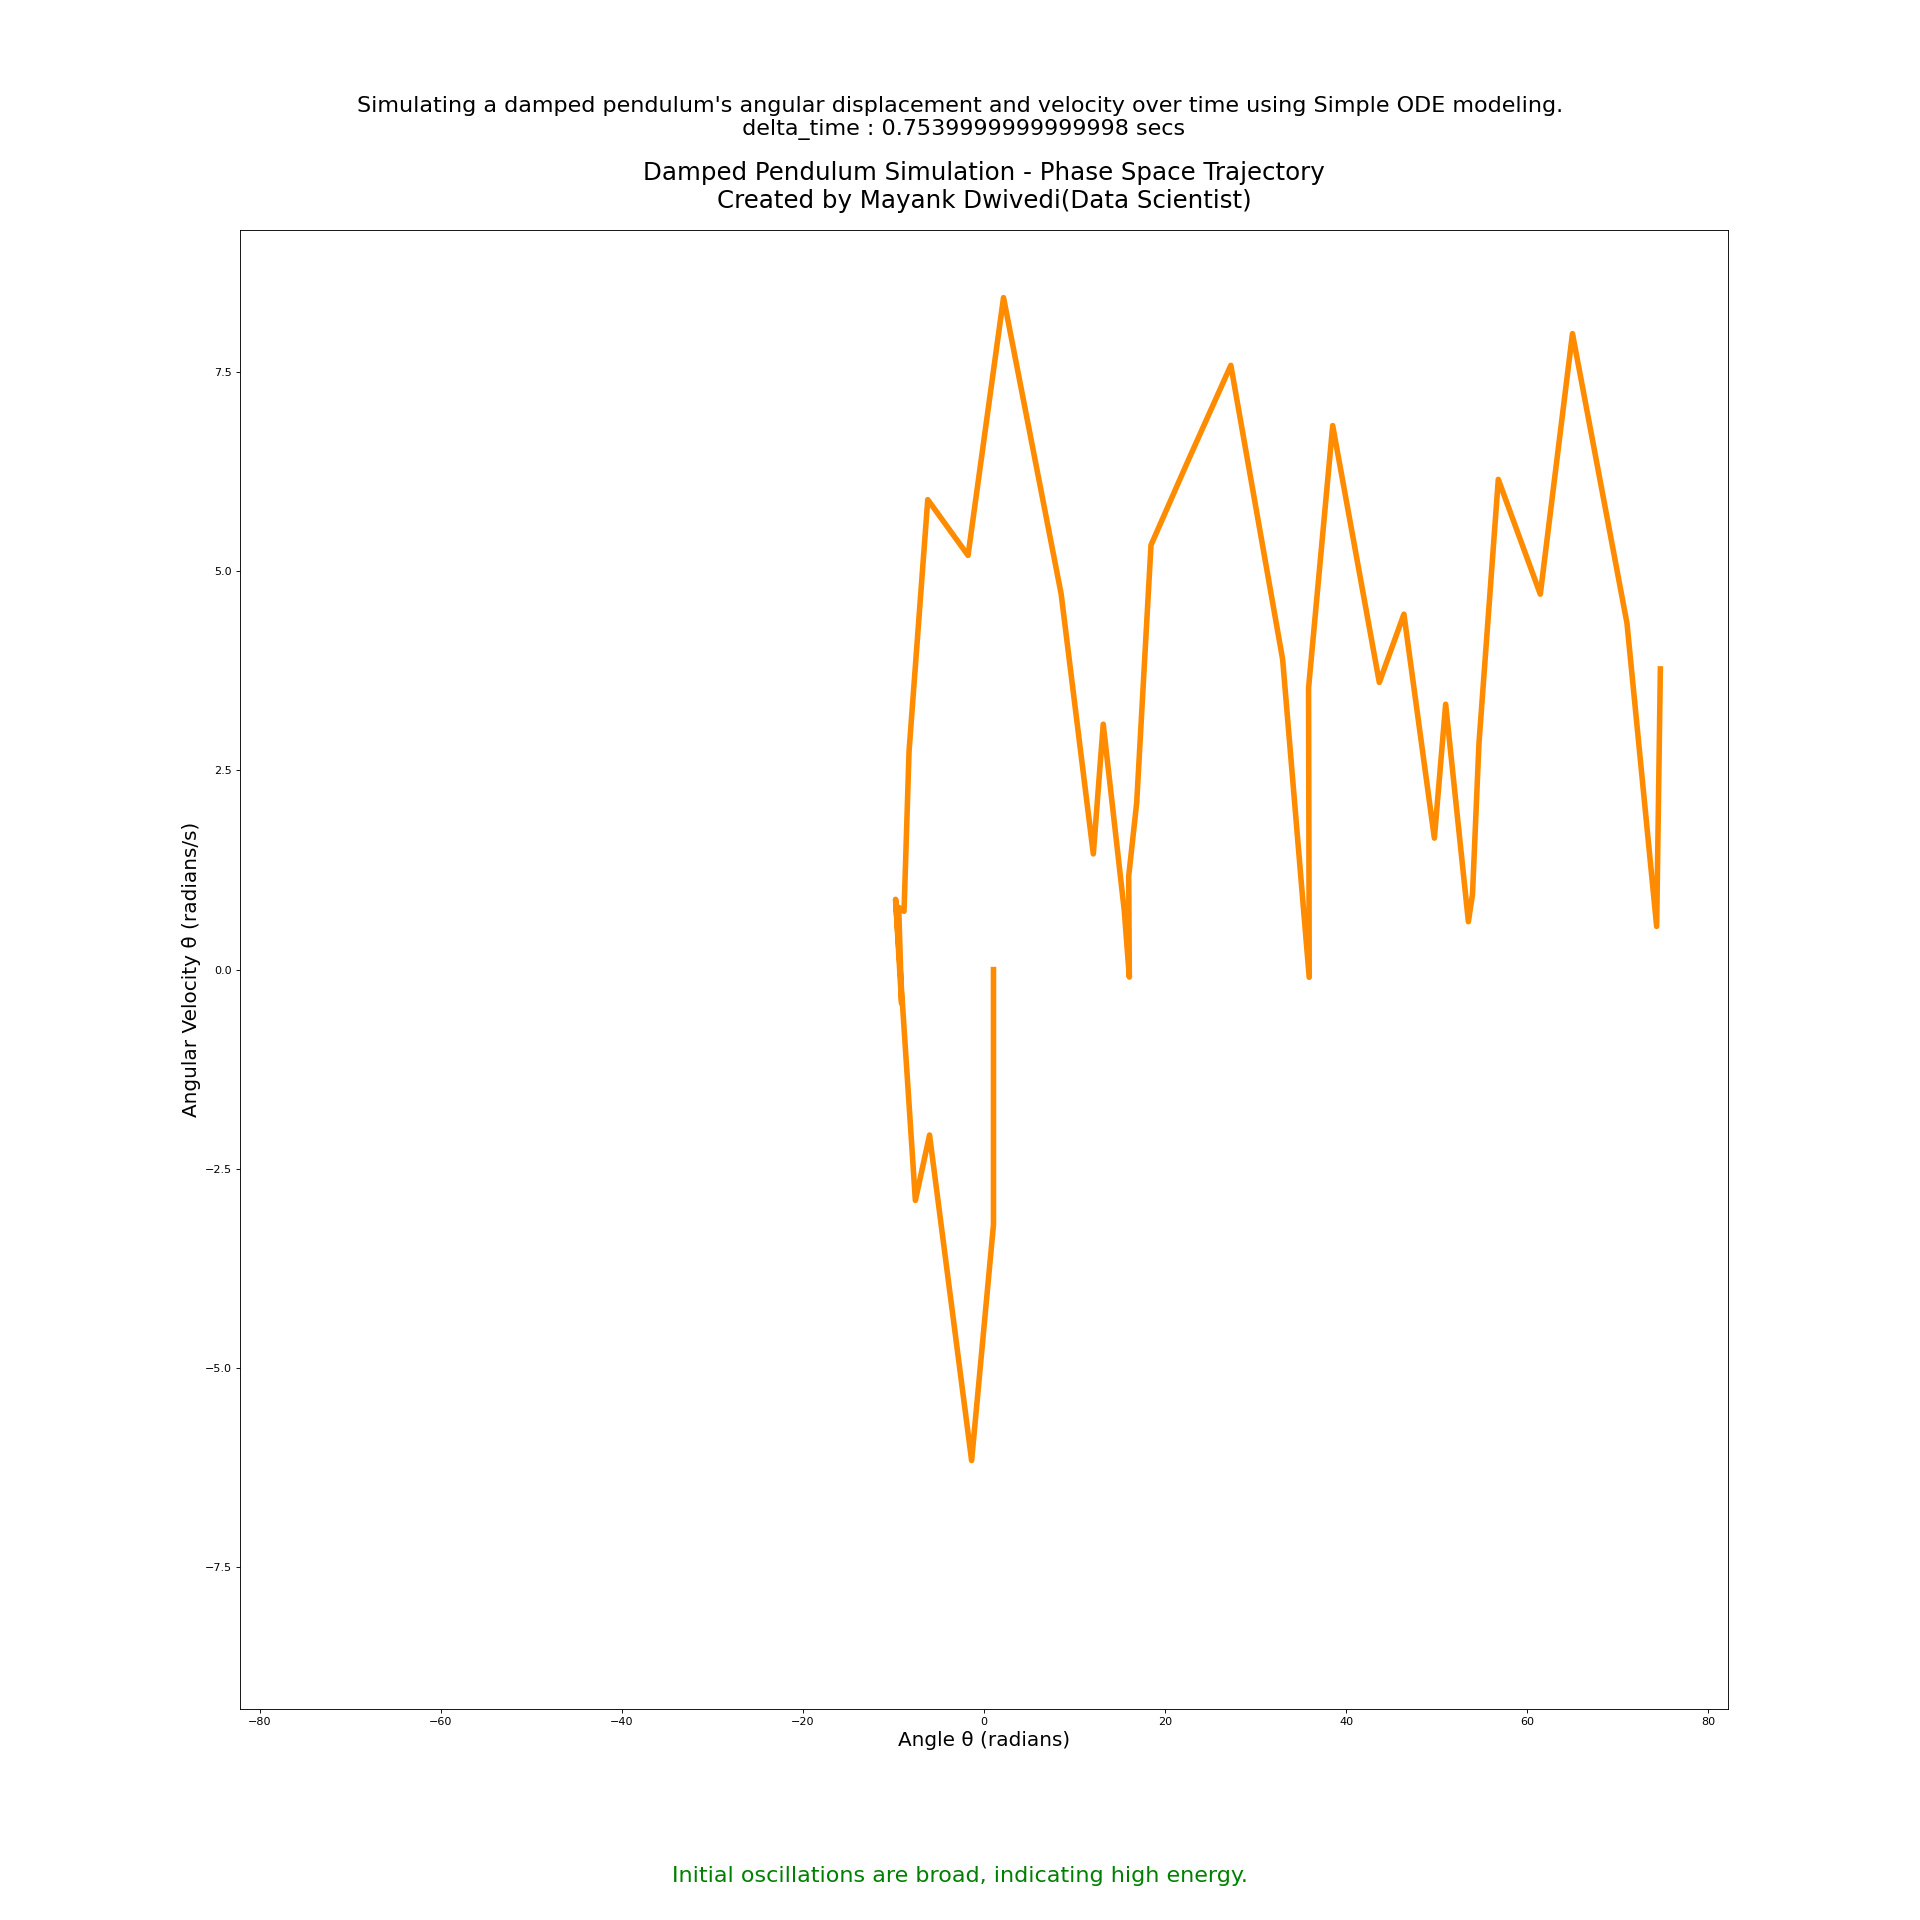 Simulating a damped pendulum's angular displacement and velocity over time using Simple ODE modeling.
delta_time : 0.7539999999999998 secs
Damped Pendulum Simulation - Phase Space Trajectory
Created by Mayank Dwivedi(Data Scientist)
7.5
5.0
2.5
0.0
−2.5
−5.0
−7.5
Angular Velocity θ (radians/s)
−80 −60 −40 −20 0 20 40 60 80
Angle θ (radians)
Initial oscillations are broad, indicating high energy.